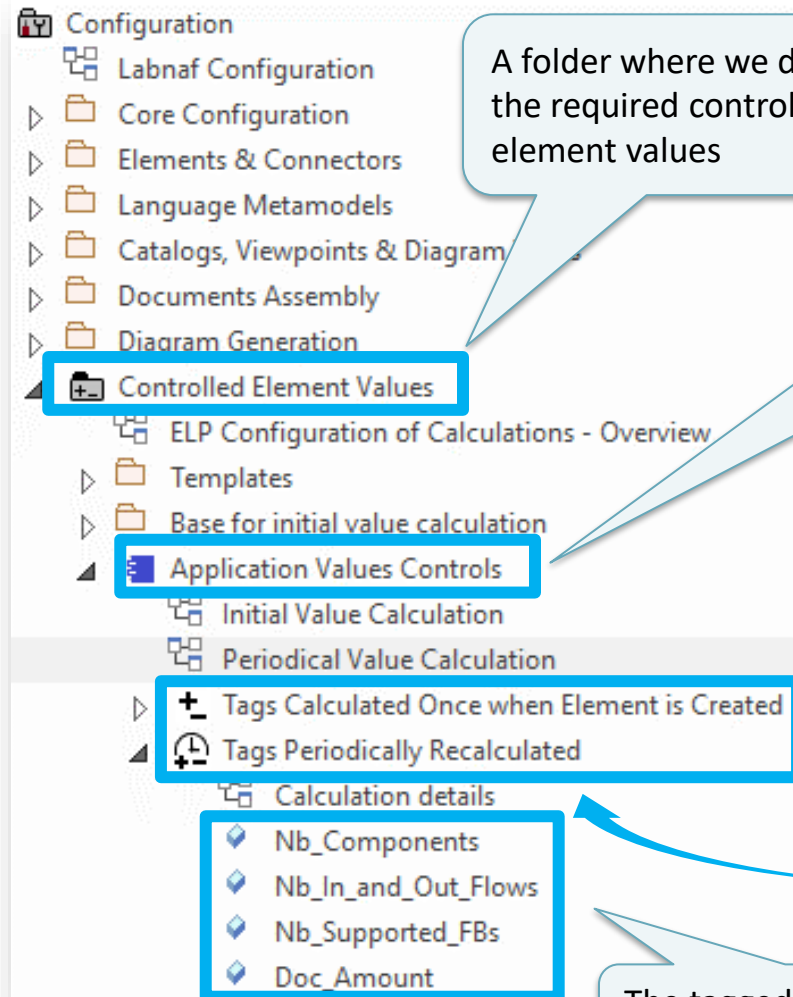 Configuration
Labnaf Configuration
A folder where we d
Core Configuration
the required control
Elements & Connectors
element values
Language Metamodels
Catalogs, Viewpoints & Diagram
Documents Assembly
Diagram Generation
Controlled Element Values
ELP Configuration of Calculations - Overview
Templates
Base for initial value calculation
Application Values Controls
Initial Value Calculation
Periodical Value Calculation
Tags Calculated Once when Element is Created
Tags Periodically Recalculated
Calculation details
Nb_Components
Nb_In_and_Out_Flows
Nb_Supported_FBs
Doc_Amount
The tagged